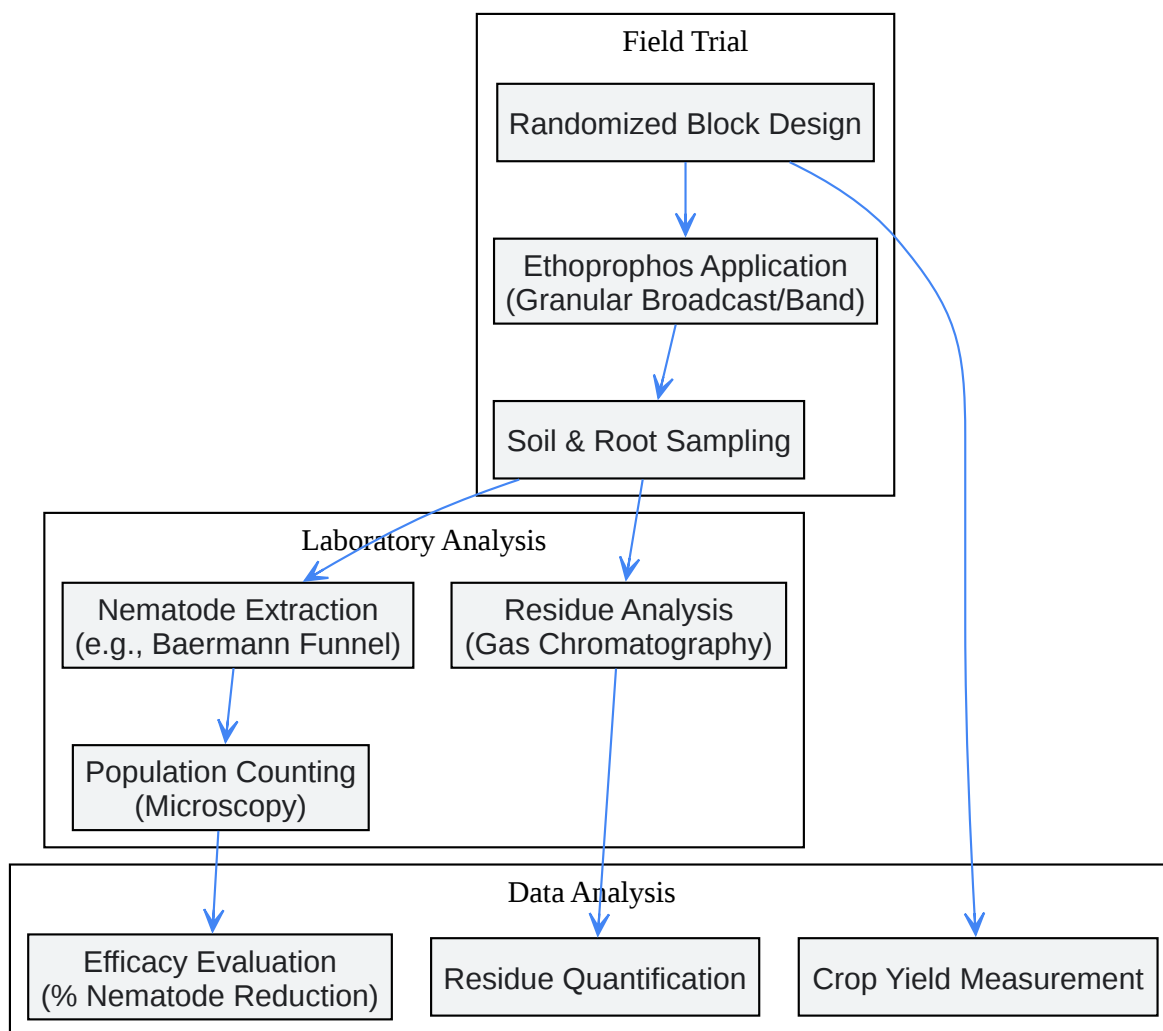 Field Trial
Randomized Block Design
Ethoprophos Application
(Granular Broadcast/Band)
Soil & Root Sampling
Laboratory Analysis
Nematode Extraction
(e.g., Baermann Funnel)
Residue Analysis
(Gas Chromatography)
Population Counting
(Microscopy)
Data Analysis
Efficacy Evaluation
(% Nematode Reduction)
Residue Quantification
Crop Yield Measurement